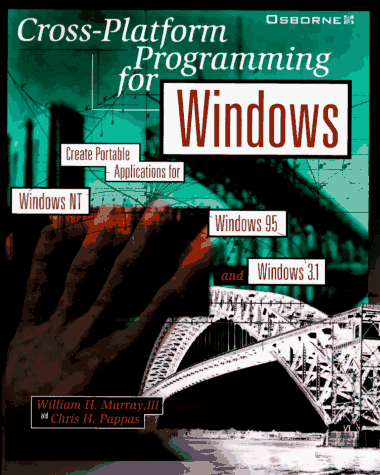 OSBORNE
Cross-Platform
Programming
for
Windows
Create Portable
Applications for
Windows NT
Windows 95
and Windows 3.1
William H. Murray, III
and Chris H. Pappas